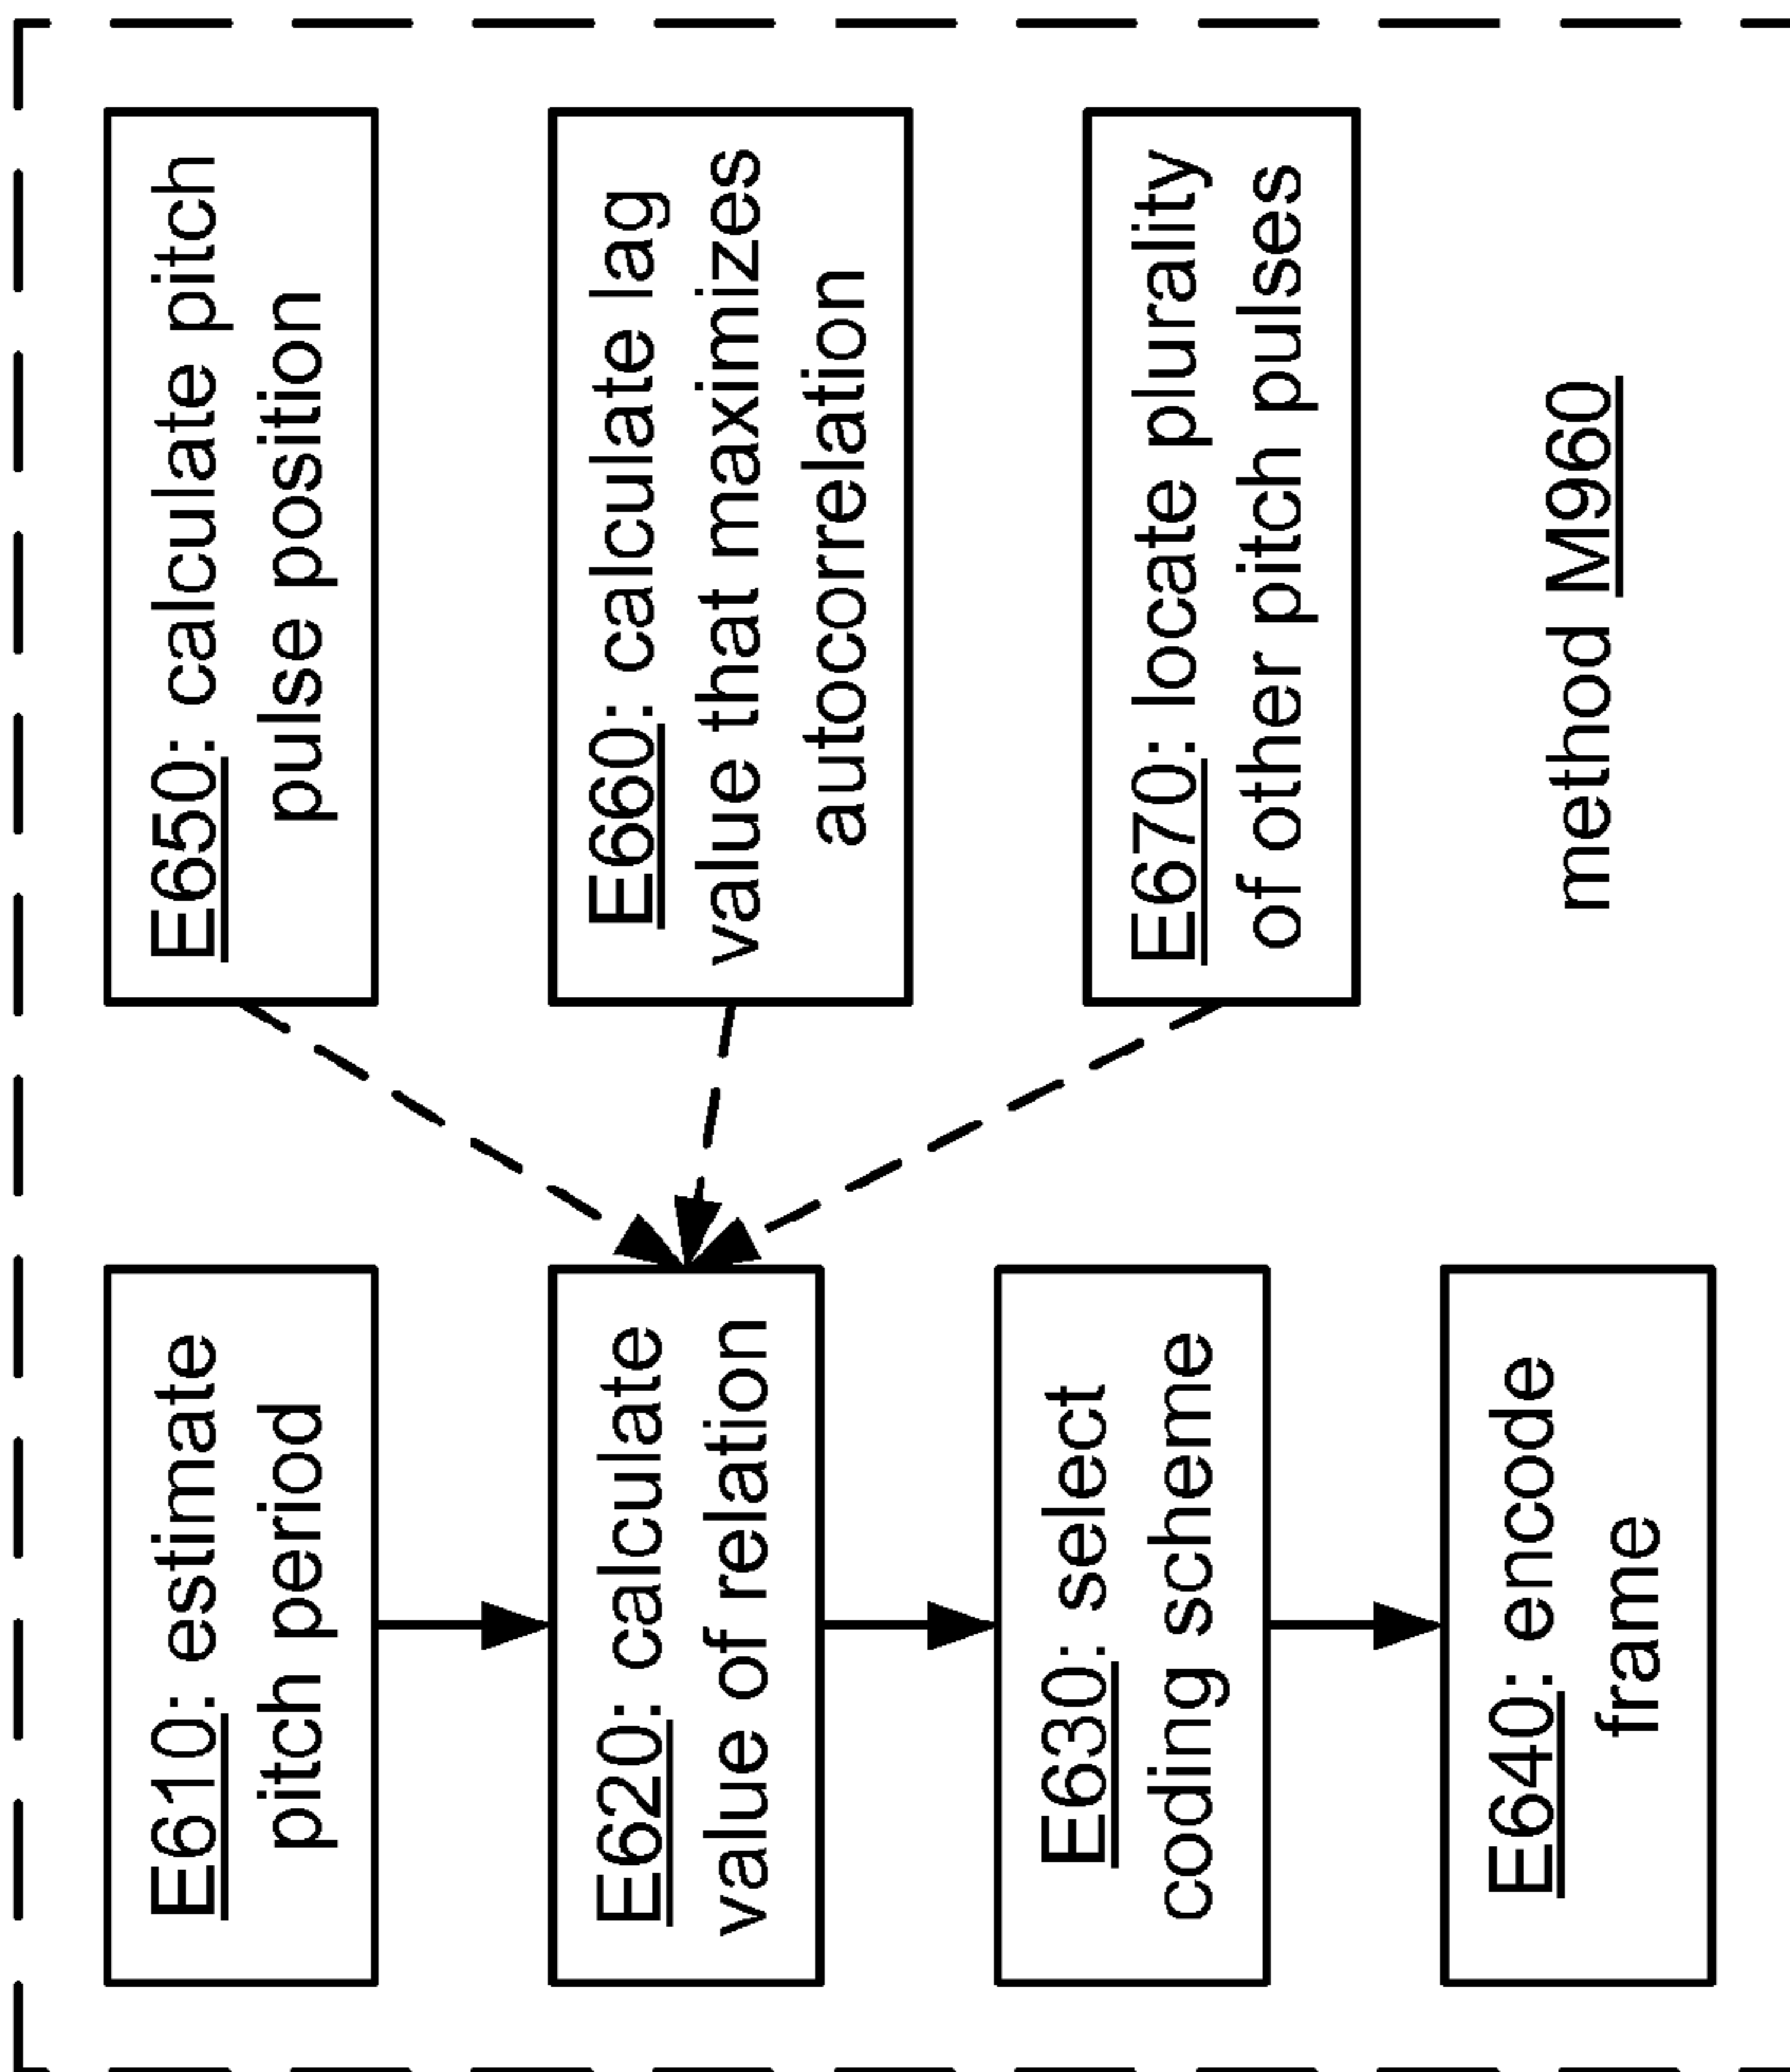 E610: estimate
pitch period
E620: calculate
value of relation
E630: select
coding scheme
E640: encode
frame
E650: calculate pitch
pulse position
E660: calculate lag
value that maximizes
autocorrelation
E670: locate plurality
of other pitch pulses
method M960